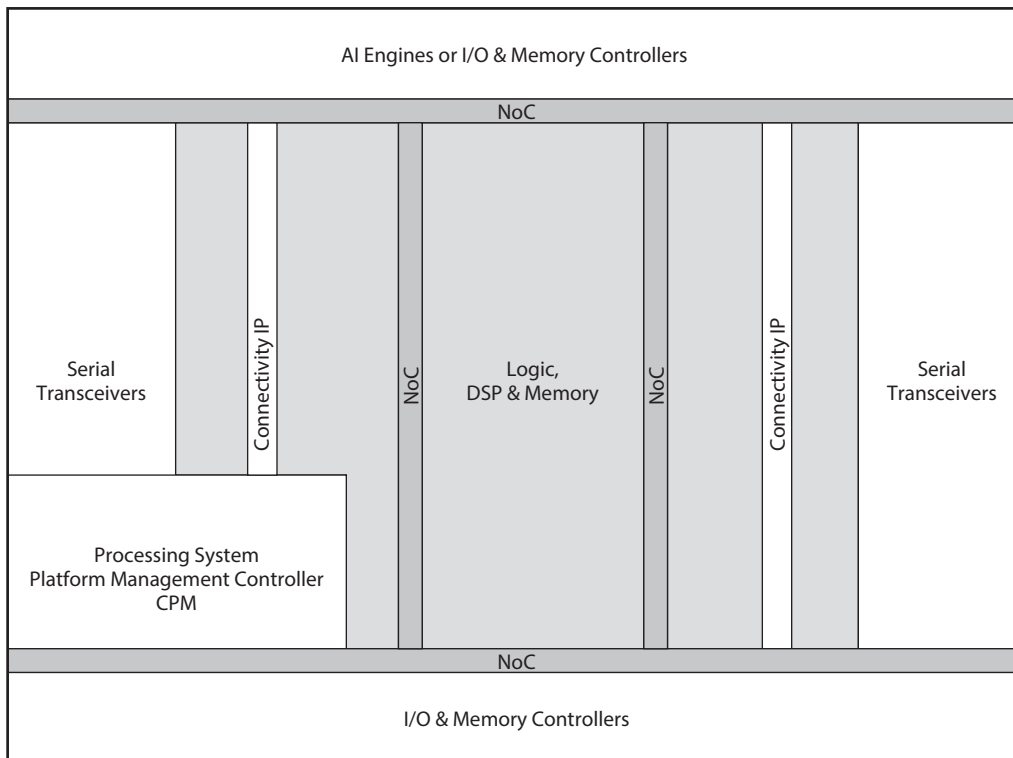 AI Engines or I/O & Memory Controllers
NoC
Serial
Transceivers
Connectivity IP
NoC
Logic,
DSP & Memory
NoC
Connectivity IP
Serial
Transceivers
Processing System
Platform Management Controller
CPM
NoC
I/O & Memory Controllers